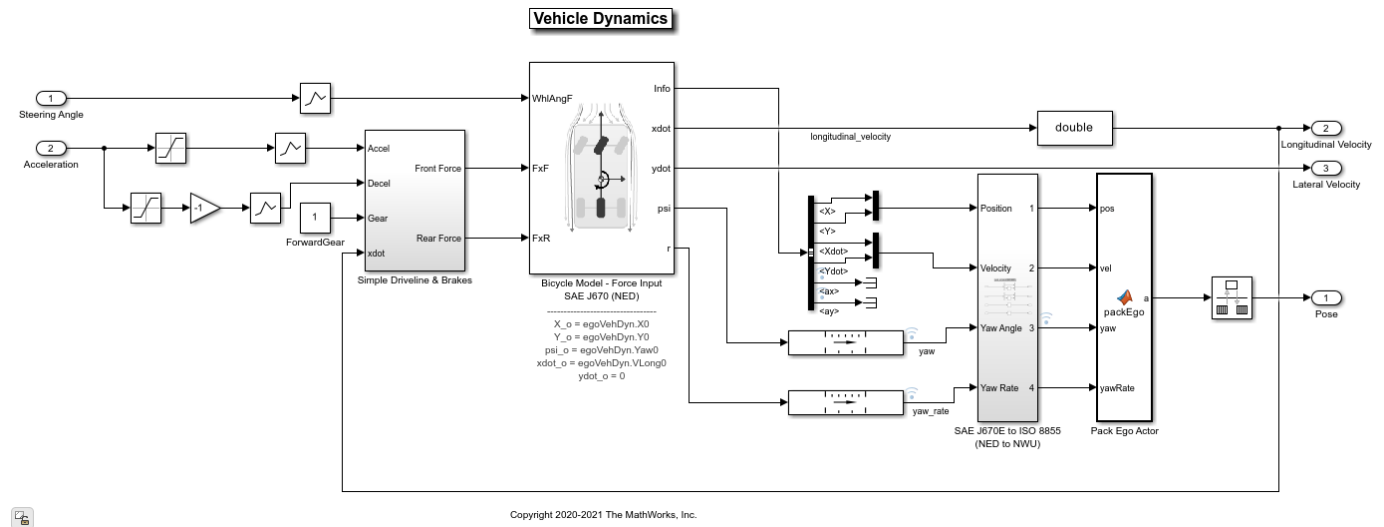 Vehicle Dynamics
1
Steering Angle
2
Acceleration
-1
1
ForwardGear
Accel
Decel
Gear
xdot
Front Force
Rear Force
Simple Driveline & Brakes
WhlAngF
FxF
FxR
Info
xdot
ydot
psi
r
Bicycle Model - Force Input
SAE J670 (NED)
---------------------------------
X_o = egoVehDyn.X0
Y_o = egoVehDyn.Y0
psi_o = egoVehDyn.Yaw0
xdot_o = egoVehDyn.VLong0
ydot_o = 0
longitudinal_velocity
double
<X>
<Y>
<Xdot>
<Ydot>
<ax>
<ay>
yaw
yaw_rate
Position 1
Velocity 2
Yaw Angle 3
Yaw Rate 4
SAE J670E to ISO 8855
(NED to NWU)
pos
vel
yaw
yawRate
a
packEgo
Pack Ego Actor
2
Longitudinal Velocity
3
Lateral Velocity
1
Pose
Copyright 2020-2021 The MathWorks, Inc.